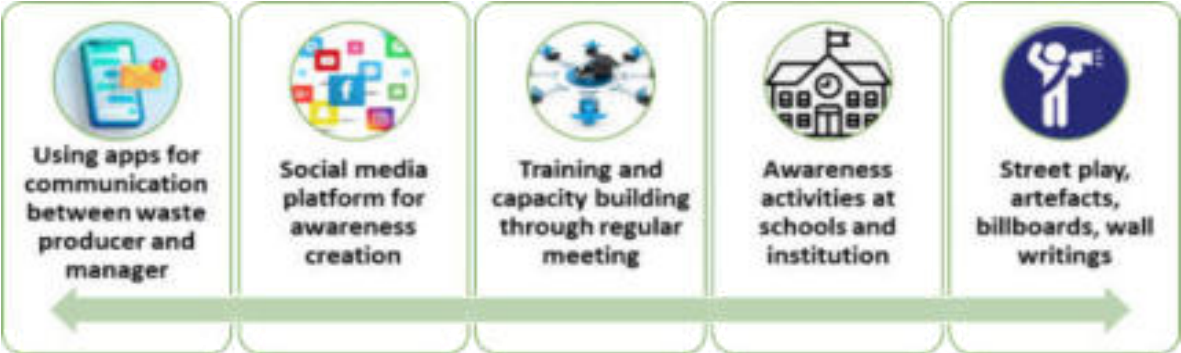 Using apps for
communication
between waste
producer and
manager
Social media
platform for
awareness
creation
Training and
capacity building
through regular
meeting
Awareness
activities at
schools and
institution
Street play,
artefacts,
billboards, wall
writings